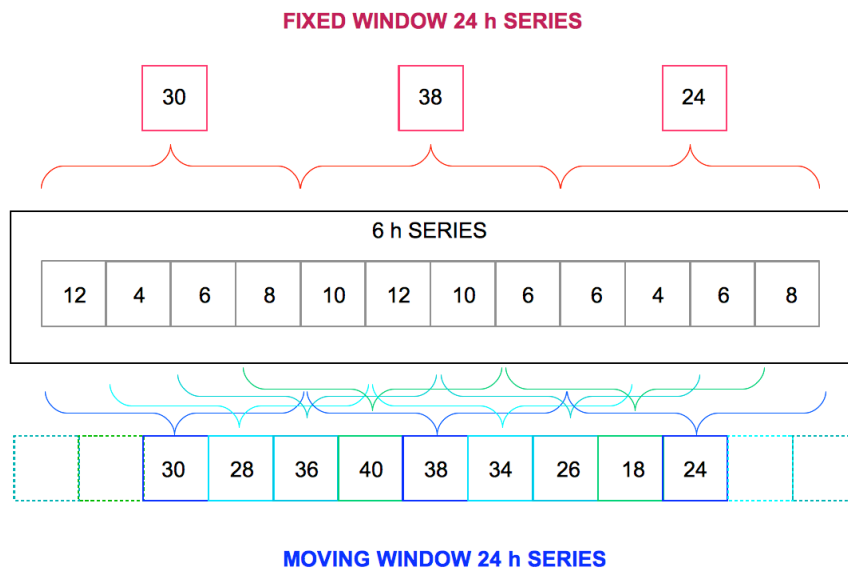 FIXED WINDOW 24 h SERIES
30 38 24
6 h SERIES
12 4 6 8 10 12 10 6 6 4 6 8
30 28 36 40 38 34 26 18 24
MOVING WINDOW 24 h SERIES